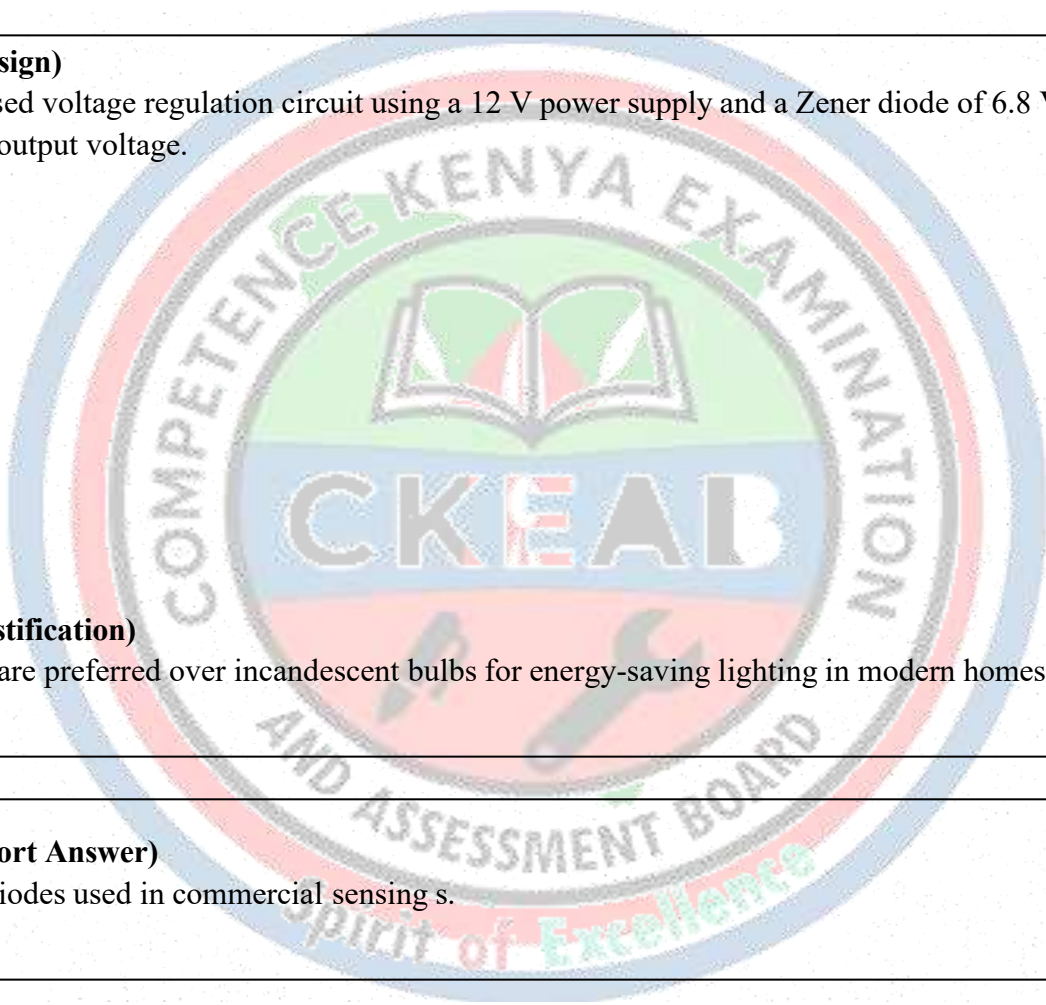 sign)
sed voltage regulation circuit using a 12 V power supply and a Zener diode of 6.8 V
output voltage.
COMPETENCE KENYA EXAMINATION
CKEAB
stification)
are preferred over incandescent bulbs for energy-saving lighting in modern homes
AND ASSESSMENT BOARD
ort Answer)
iodes used in commercial sensing s.
Spirit of Excellence